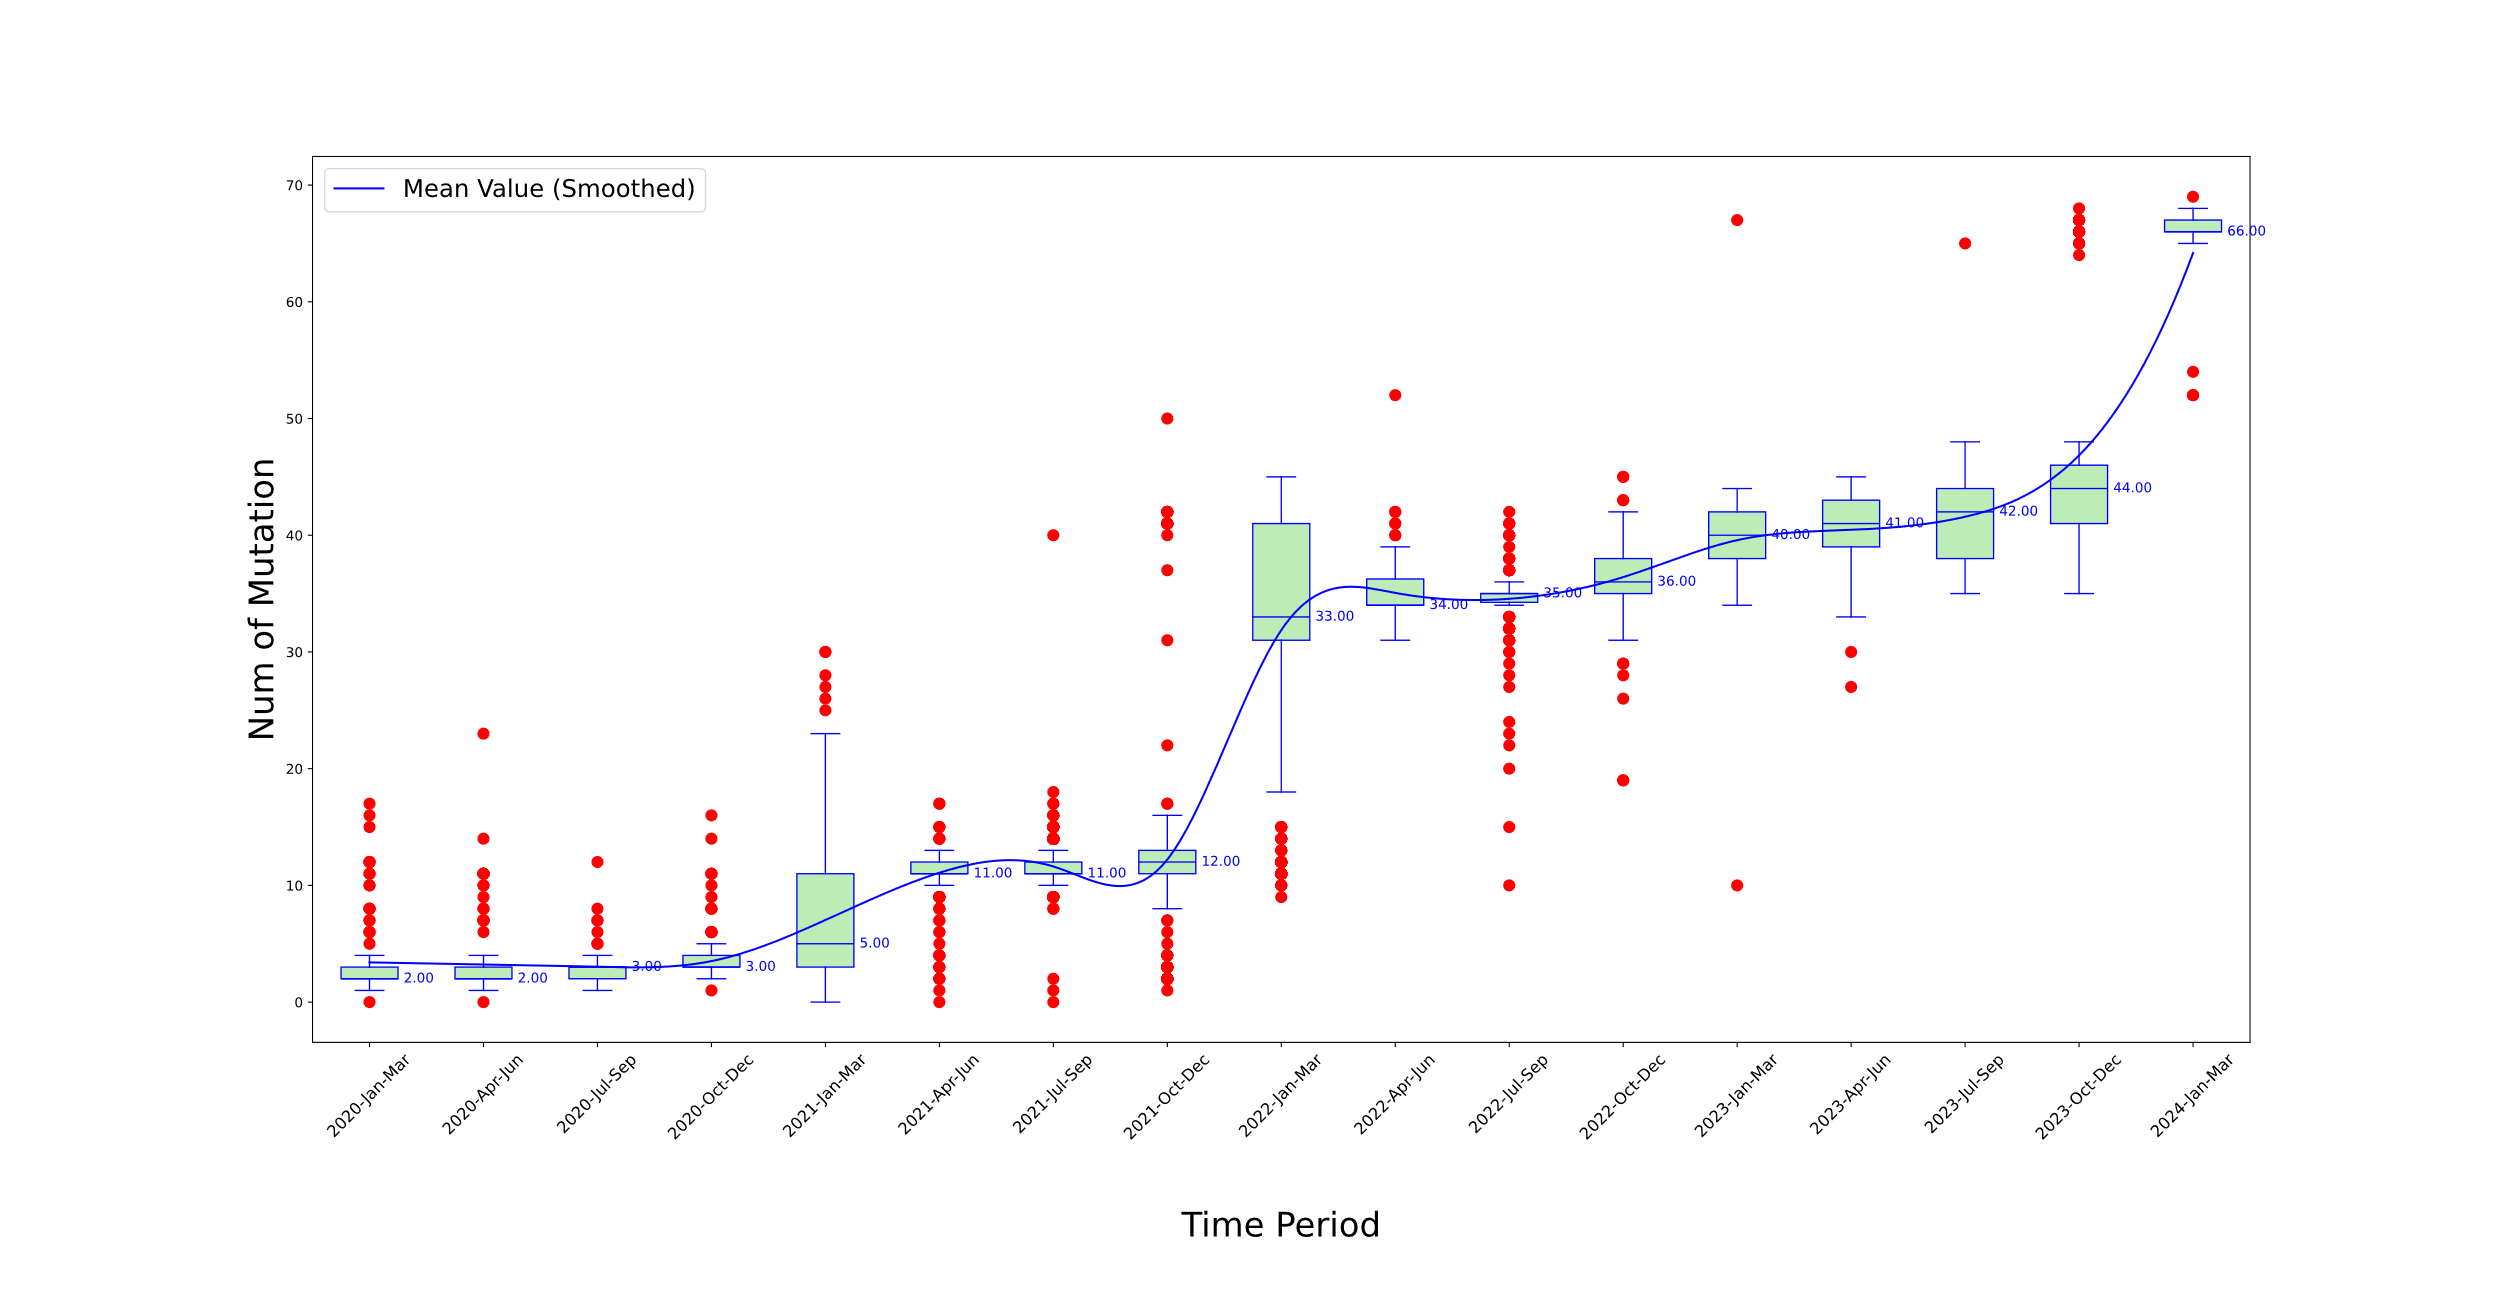 Mean Value (Smoothed)
Num of Mutation
70
60
50
40
30
20
10
0
2.00
2.00
3.00
3.00
5.00
11.00
11.00
12.00
33.00
34.00
35.00
36.00
40.00
41.00
42.00
44.00
66.00
2020-Jan-Mar
2020-Apr-Jun
2020-Jul-Sep
2020-Oct-Dec
2021-Jan-Mar
2021-Apr-Jun
2021-Jul-Sep
2021-Oct-Dec
2022-Jan-Mar
2022-Apr-Jun
2022-Jul-Sep
2022-Oct-Dec
2023-Jan-Mar
2023-Apr-Jun
2023-Jul-Sep
2023-Oct-Dec
2024-Jan-Mar
Time Period